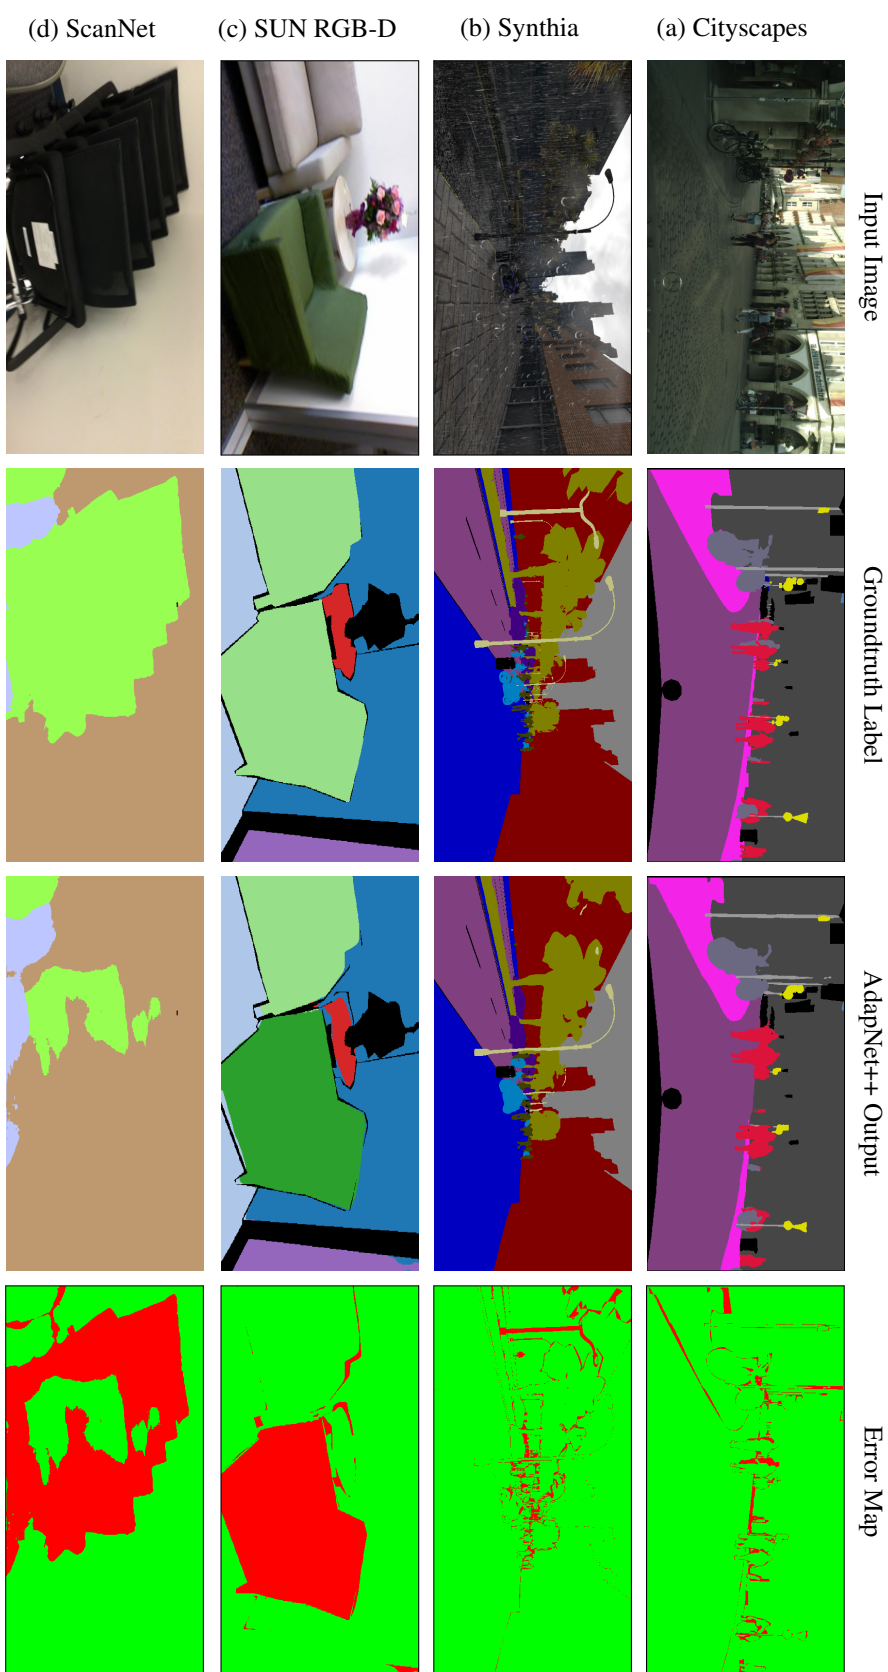 (d) ScanNet
(c) SUN RGB-D
(b) Synthia
(a) Cityscapes
Input Image
Groundtruth Label
AdapNet++ Output
Error Map